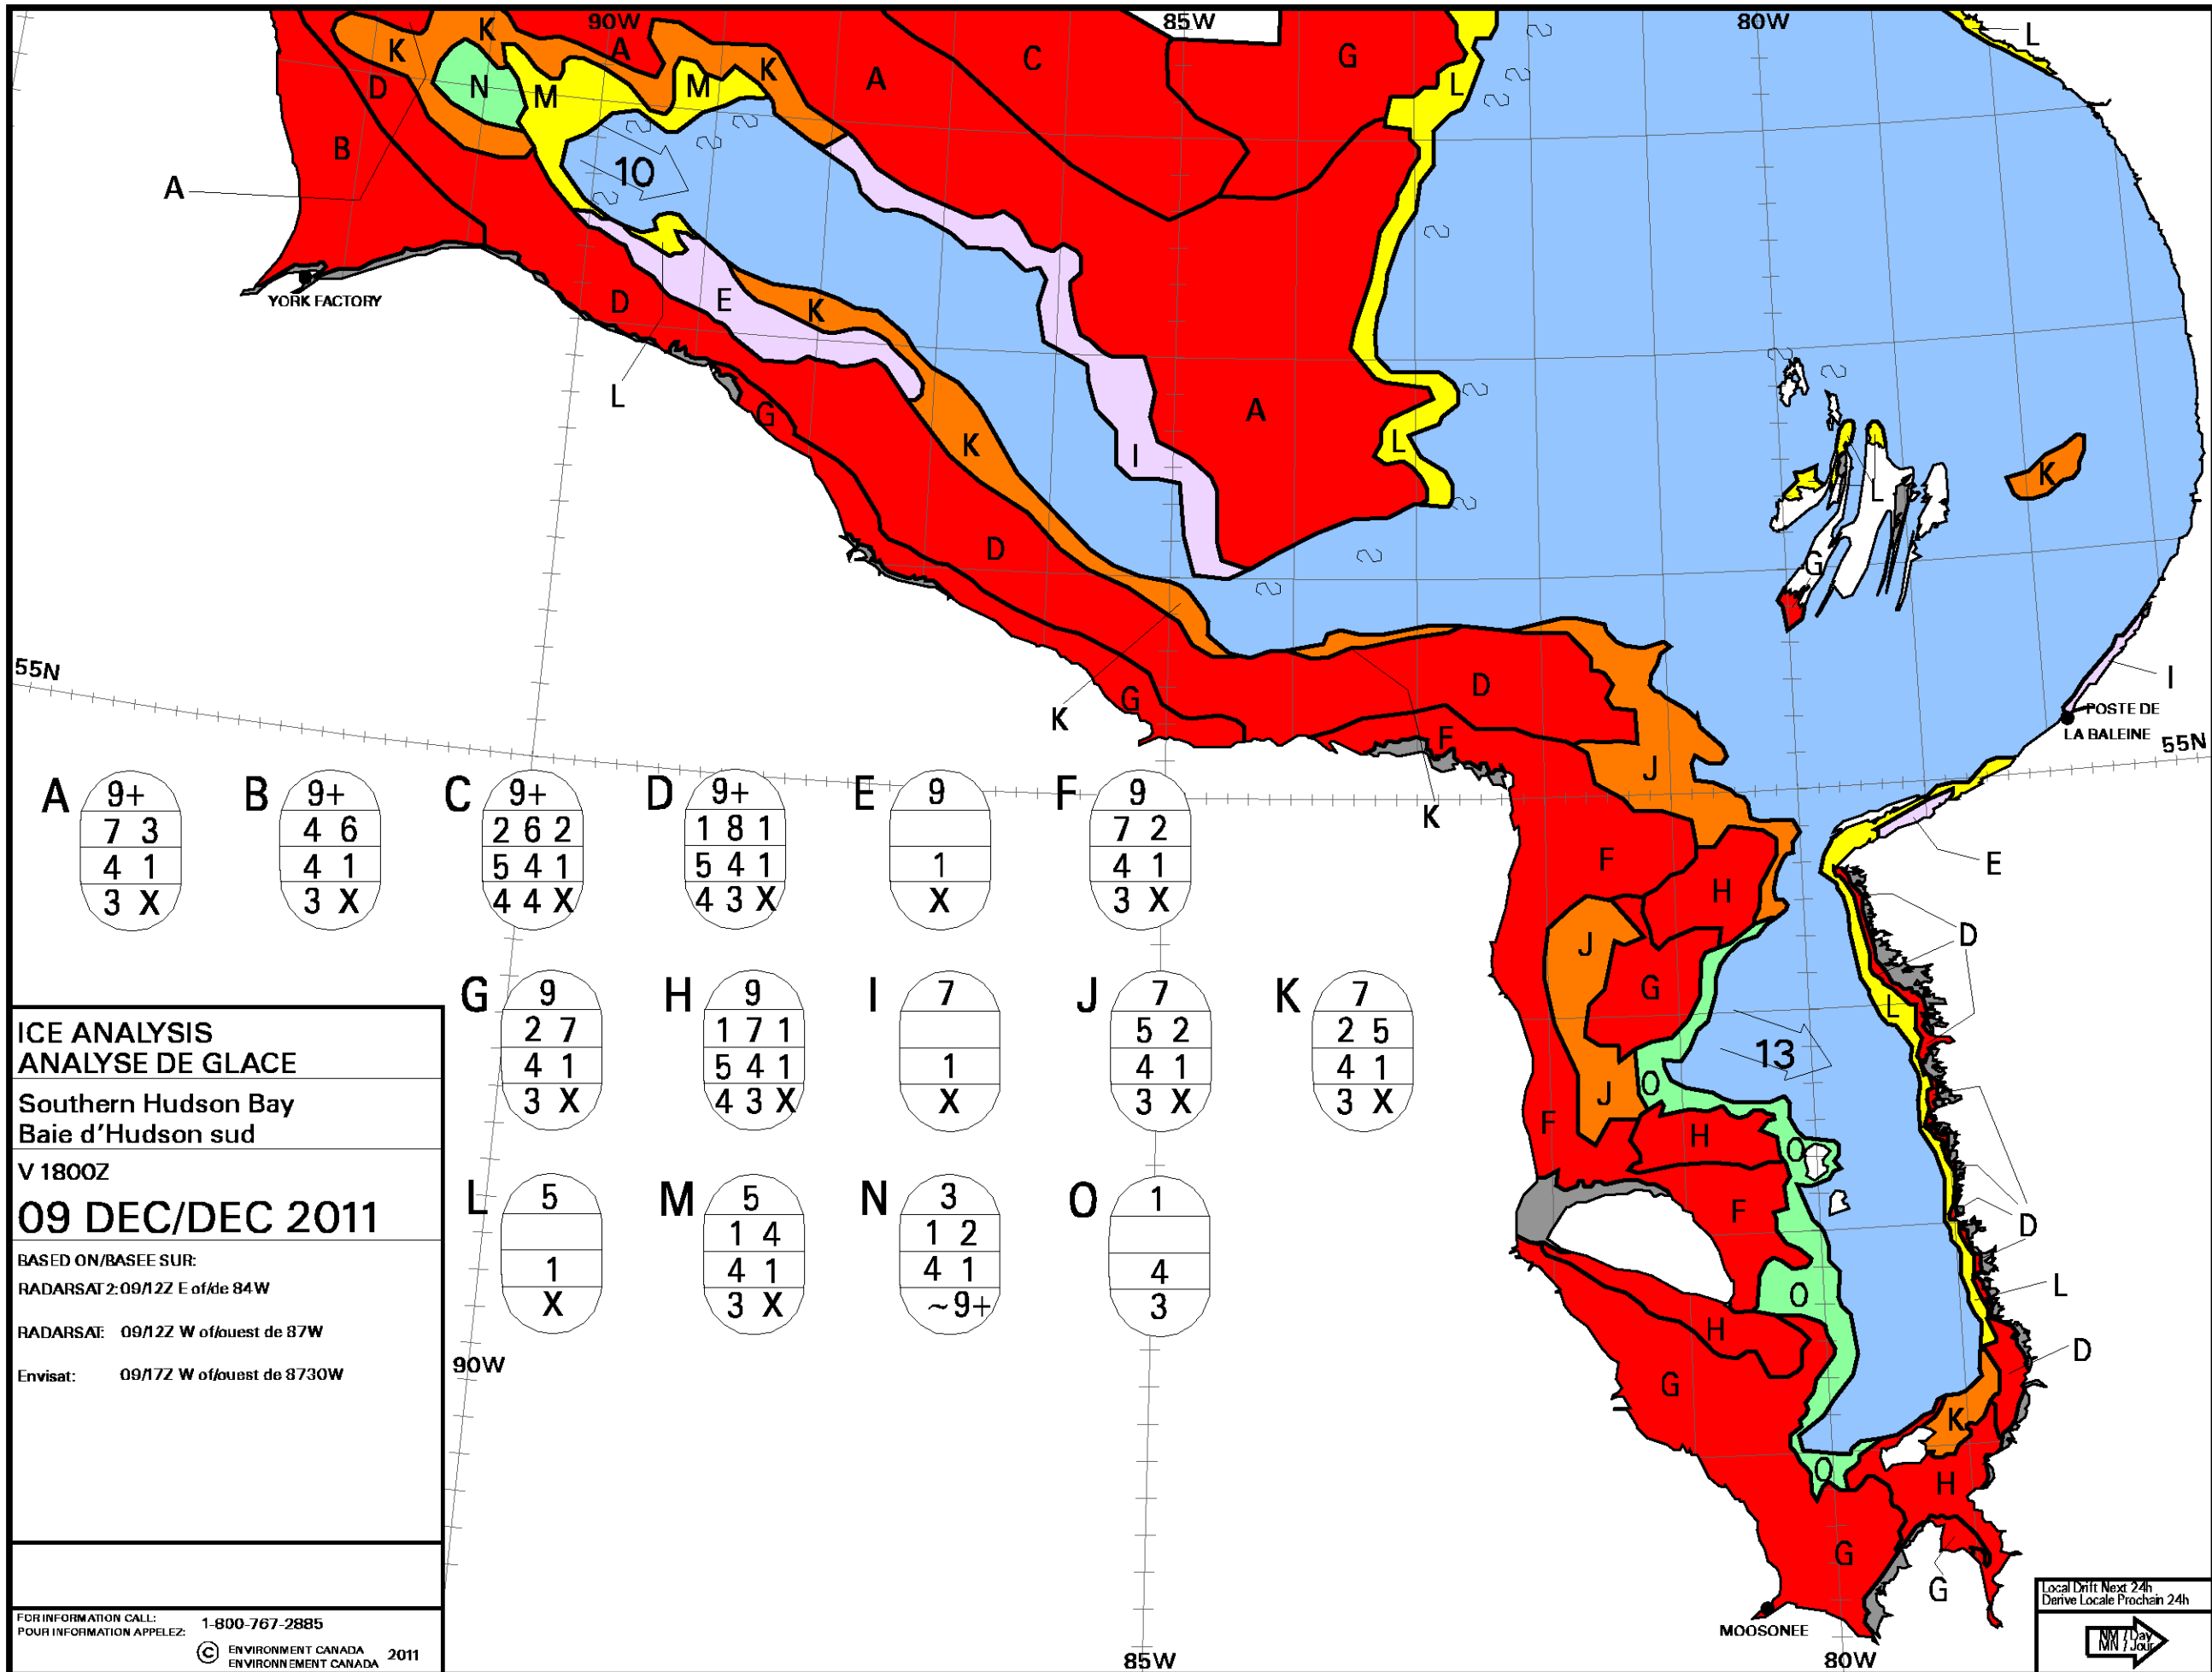 90W
85W
80W
K
K
A
K
A
C
G
L
L
D
N
M
M
B
10
A
YORK FACTORY
D
E
K
L
G
K
I
A
L
L
K
D
G
55N
K
G
D
F
I
POSTE DE
LA BALEINE
55N
J
K
E
F
H
A
9+
7 3
4 1
3 X
B
9+
4 6
4 1
3 X
C
9+
2 6 2
5 4 1
4 4 X
D
9+
1 8 1
5 4 1
4 3 X
E
9
1
X
F
9
7 2
4 1
3 X
G
9
2 7
4 1
3 X
H
9
1 7 1
5 4 1
4 3 X
I
7
1
X
J
7
5 2
4 1
3 X
K
7
2 5
4 1
3 X
L
5
1
X
M
5
1 4
4 1
3 X
N
3
1 2
4 1
~9+
O
1
4
3
J
G
D
L
13
J
O
F
H
O
F
D
O
L
H
D
G
K
O
H
G
G
MOOSONEE
90W
85W
80W
ICE ANALYSIS
ANALYSE DE GLACE
Southern Hudson Bay
Baie d'Hudson sud
V 1800Z
09 DEC/DEC 2011
BASED ON/BASEE SUR:
RADARSAT 2: 09/12Z E of/de 84W
RADARSAT: 09/12Z W of/ouest de 87W
Envisat: 09/17Z W of/ouest de 8730W
FOR INFORMATION CALL: 1-800-767-2885
POUR INFORMATION APPELEZ:
© ENVIRONMENT CANADA 2011
ENVIRONNEMENT CANADA
Local Drift Next 24h
Derive Locale Prochain 24h
NM / Day
MN / Jour